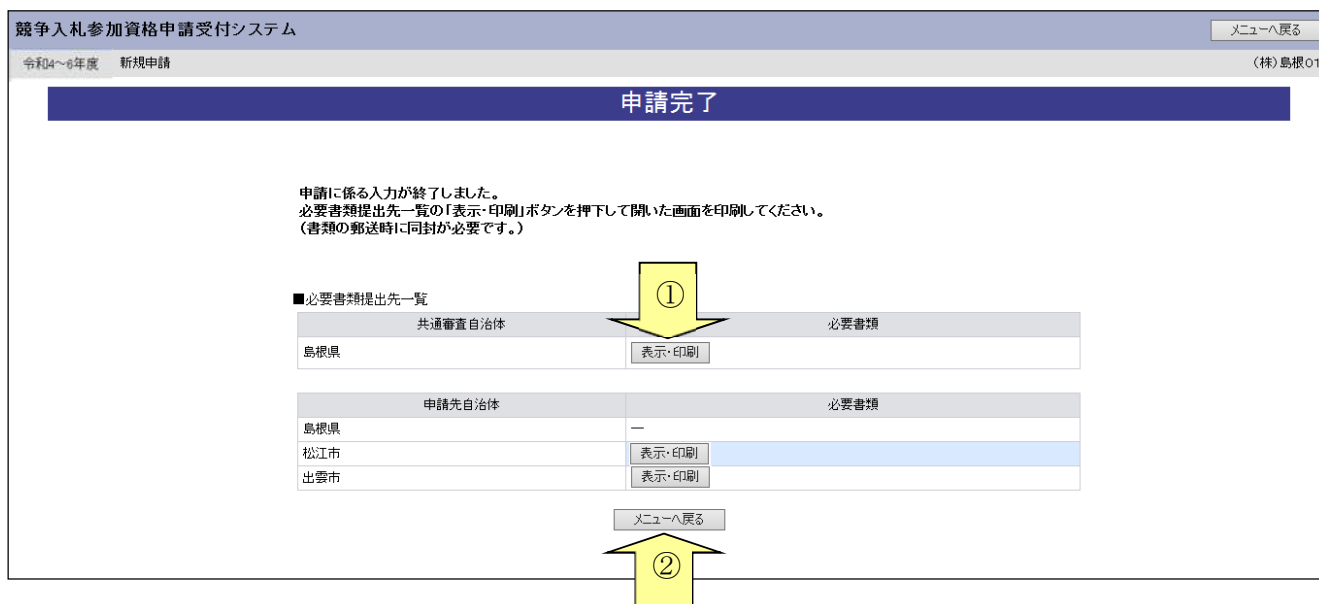 競争入札参加資格申請受付システム
メニューへ戻る
令和4～6年度 新規申請
(株)島根01
申請完了
申請に係る入力が終了しました。
必要書類提出先一覧の「表示・印刷」ボタンを押下して開いた画面を印刷してください。
(書類の郵送時に同封が必要です。)
①
■必要書類提出先一覧
共通審査自治体 必要書類
島根県 表示・印刷
申請先自治体 必要書類
島根県 ―
松江市 表示・印刷
出雲市 表示・印刷
メニューへ戻る
②